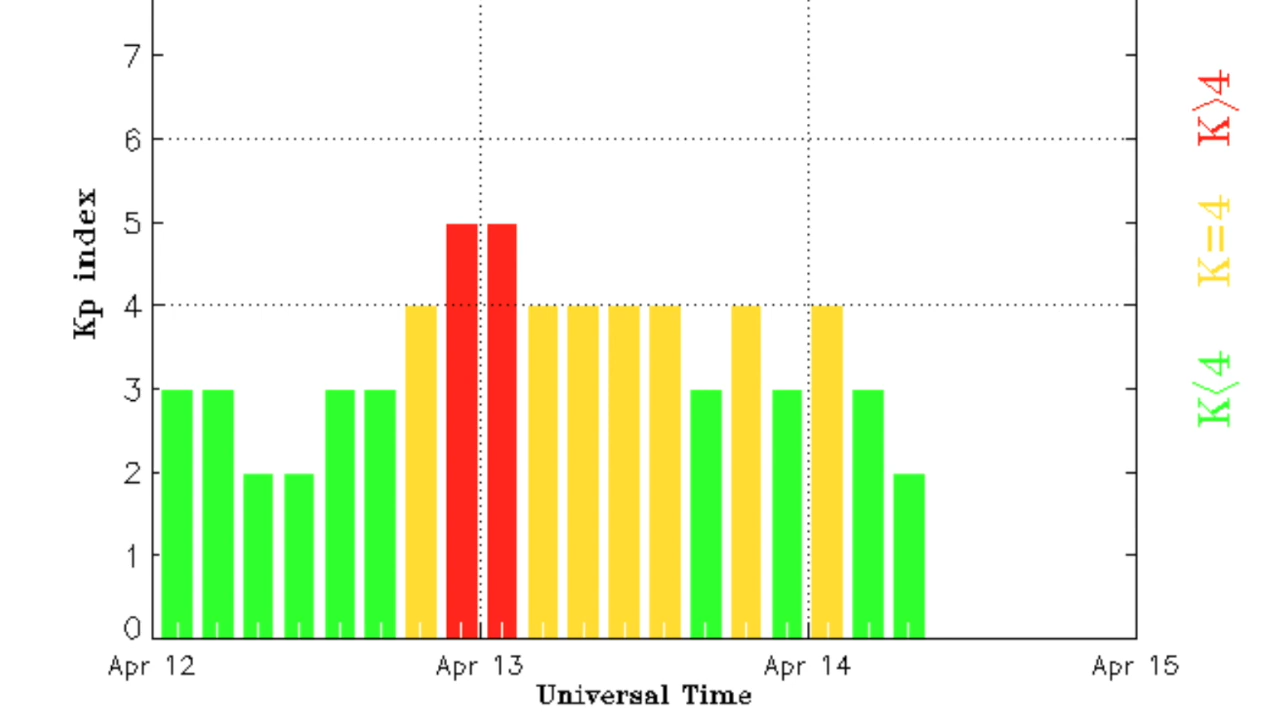 7
6
5
4
3
2
1
0
Kp index
Apr 12
Apr 13
Apr 14
Apr 15
Universal Time
K>4
K=4
K<4